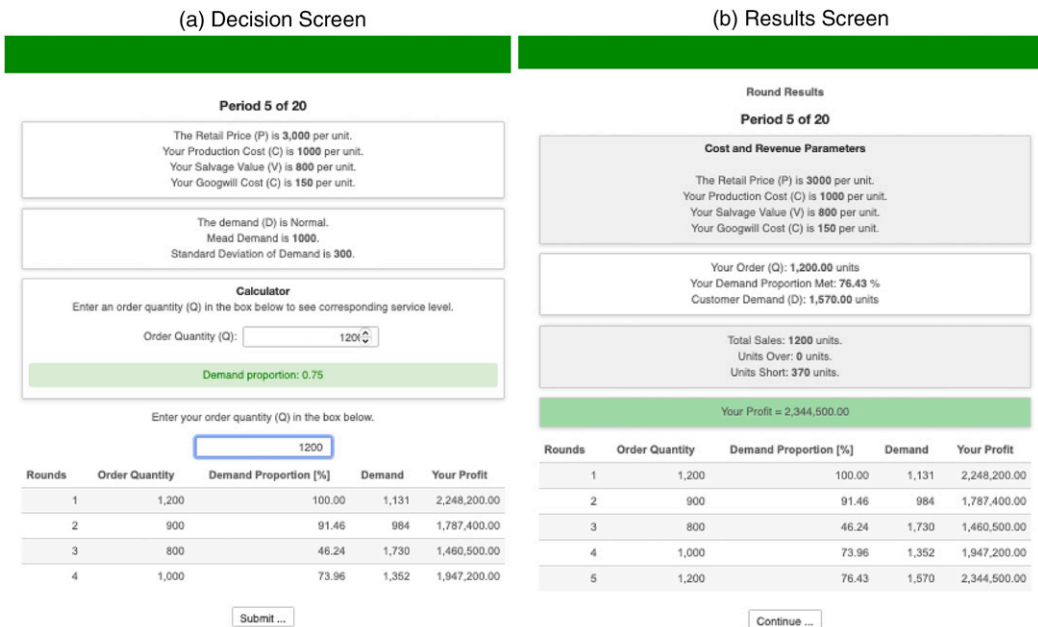 (a) Decision Screen
Period 5 of 20
The Retail Price (P) is 3,000 per unit.
Your Production Cost (C) is 1000 per unit.
Your Salvage Value (V) is 800 per unit.
Your Googwill Cost (C) is 150 per unit.
The demand (D) is Normal.
Mead Demand is 1000.
Standard Deviation of Demand is 300.
Calculator
Enter an order quantity (Q) in the box below to see corresponding service level.
Order Quantity (Q):
Demand proportion: 0.75
Enter your order quantity (Q) in the box below.
1200
Rounds Order Quantity Demand Proportion [%] Demand Your Profit
1 1,200 100.00 1,131 2,248,200.00
2 900 91.46 984 1,787,400.00
3 800 46.24 1,730 1,460,500.00
4 1,000 73.96 1,352 1,947,200.00
Submit ...
(b) Results Screen
Round Results
Period 5 of 20
Cost and Revenue Parameters
The Retail Price (P) is 3000 per unit.
Your Production Cost (C) is 1000 per unit.
Your Salvage Value (V) is 800 per unit.
Your Googwill Cost (C) is 150 per unit.
Your Order (Q): 1,200.00 units
Your Demand Proportion Met: 76.43 %
Customer Demand (D): 1,570.00 units
Total Sales: 1200 units.
Units Over: 0 units.
Units Short: 370 units.
Your Profit = 2,344,500.00
Rounds Order Quantity Demand Proportion [%] Demand Your Profit
1 1,200 100.00 1,131 2,248,200.00
2 900 91.46 984 1,787,400.00
3 800 46.24 1,730 1,460,500.00
4 1,000 73.96 1,352 1,947,200.00
5 1,200 76.43 1,570 2,344,500.00
Continue ...